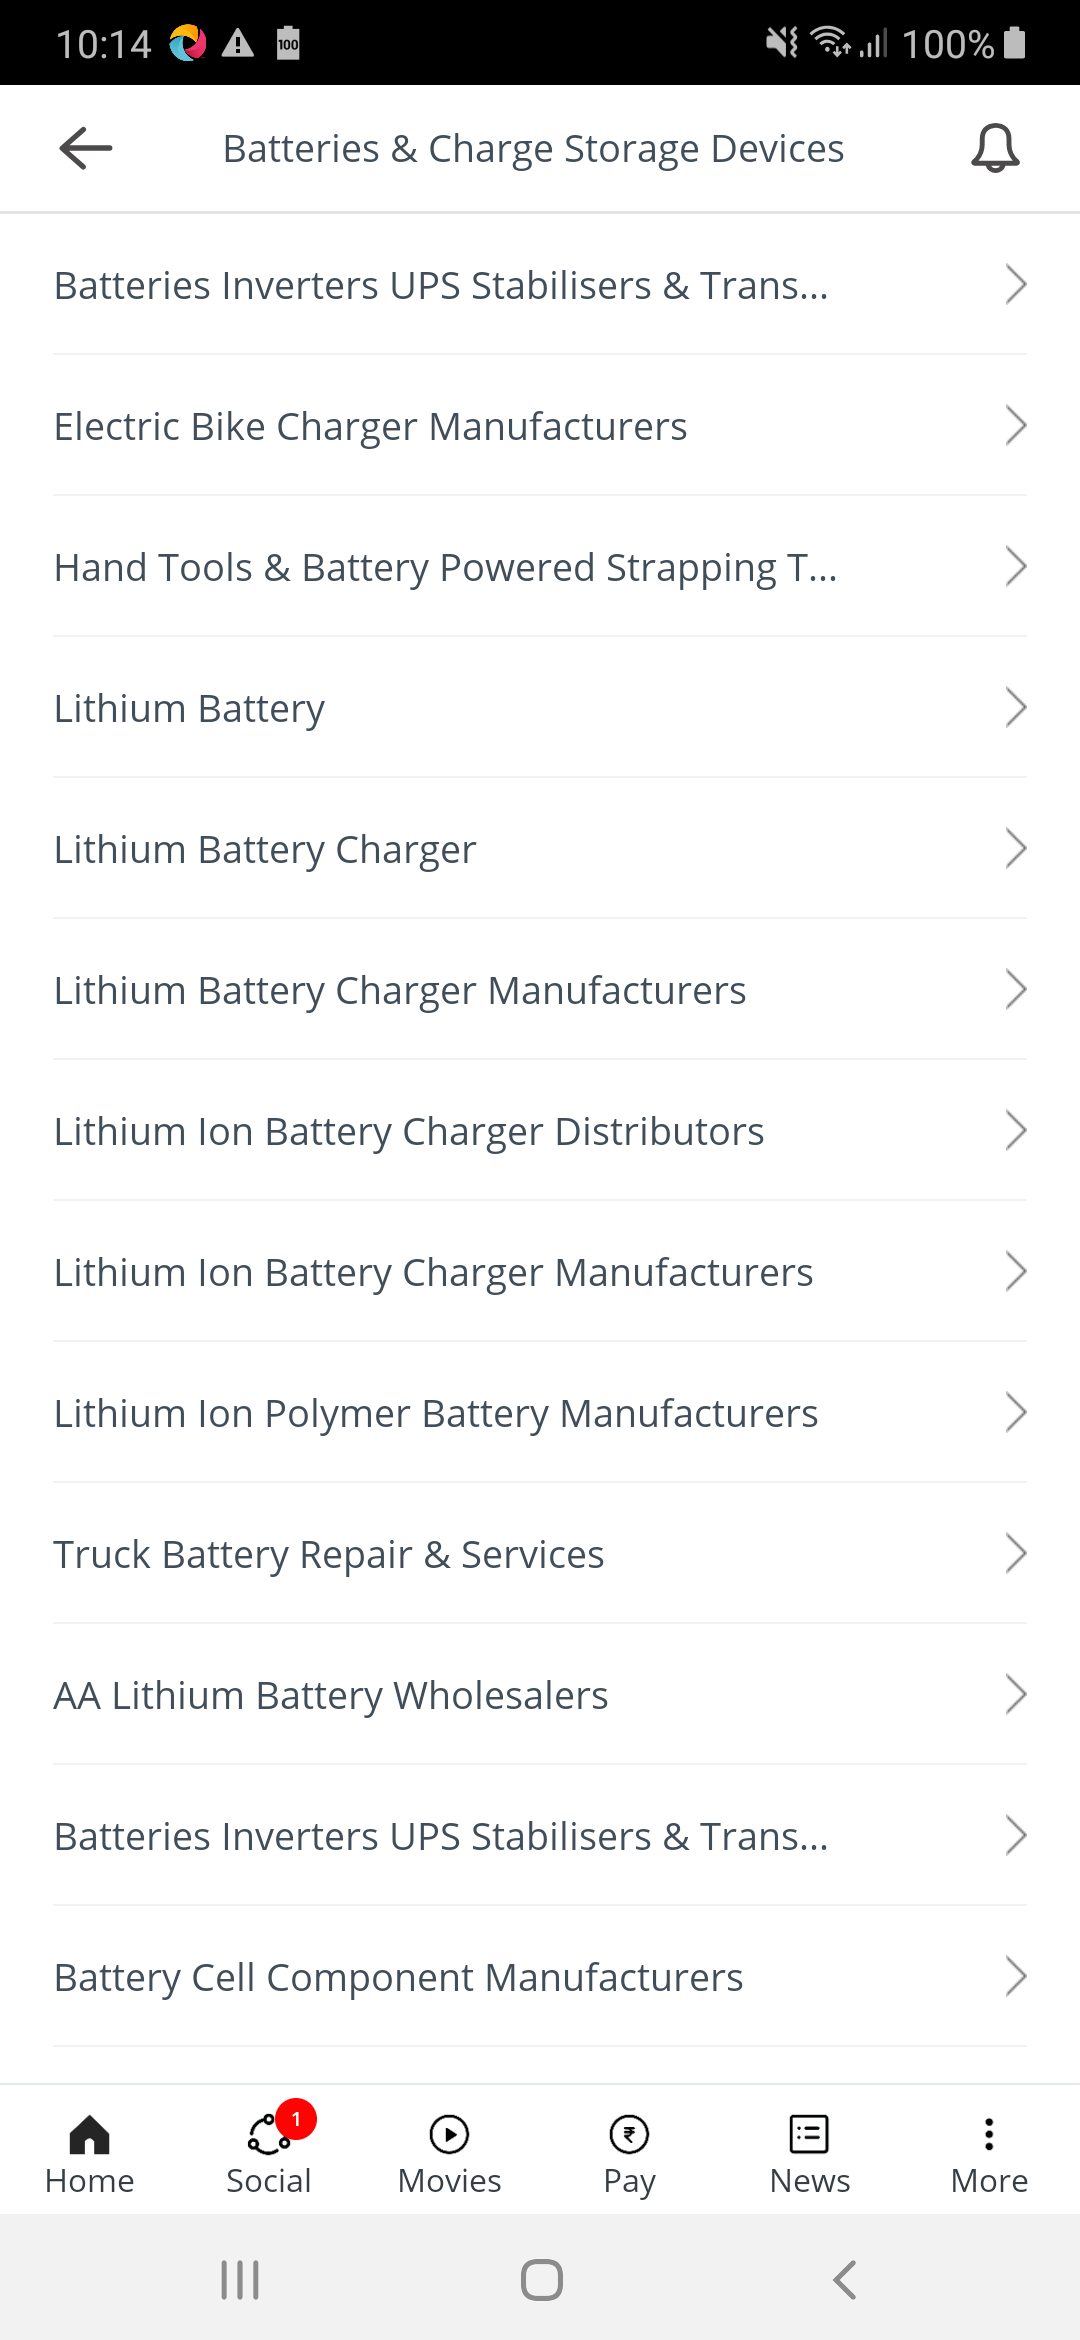 10:14 100 100%
Batteries & Charge Storage Devices
Batteries Inverters UPS Stabilisers & Trans...
Electric Bike Charger Manufacturers
Hand Tools & Battery Powered Strapping T...
Lithium Battery
Lithium Battery Charger
Lithium Battery Charger Manufacturers
Lithium Ion Battery Charger Distributors
Lithium Ion Battery Charger Manufacturers
Lithium Ion Polymer Battery Manufacturers
Truck Battery Repair & Services
AA Lithium Battery Wholesalers
Batteries Inverters UPS Stabilisers & Trans...
Battery Cell Component Manufacturers
1
₹
Home Social Movies Pay News More